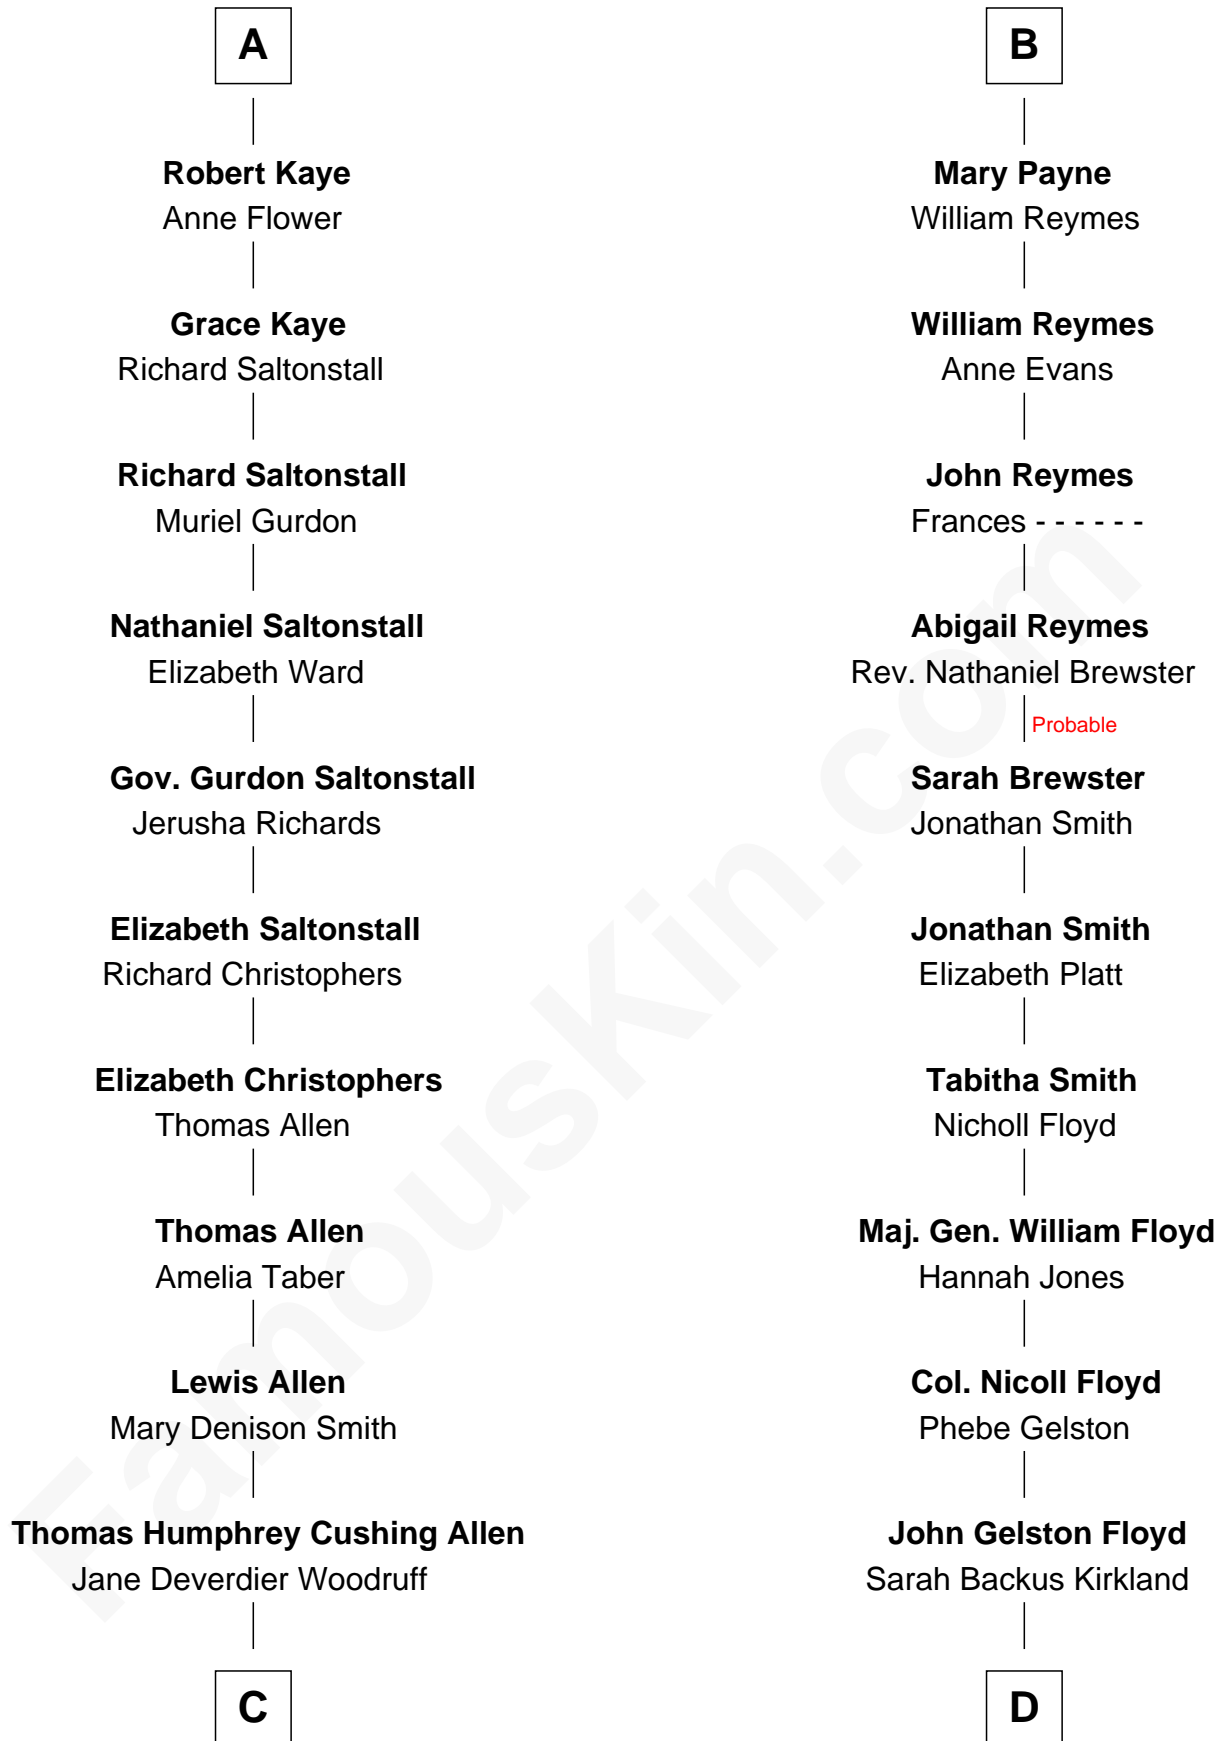 A
Robert Kaye
Anne Flower
Grace Kaye
Richard Saltonstall
Richard Saltonstall
Muriel Gurdon
Nathaniel Saltonstall
Elizabeth Ward
Gov. Gurdon Saltonstall
Jerusha Richards
Elizabeth Saltonstall
Richard Christophers
Elizabeth Christophers
Thomas Allen
Thomas Allen
Amelia Taber
Lewis Allen
Mary Denison Smith
Thomas Humphrey Cushing Allen
Jane Deverdier Woodruff
C
B
Mary Payne
William Reymes
William Reymes
Anne Evans
John Reymes
Frances - - - - - -
Abigail Reymes
Rev. Nathaniel Brewster
Probable
Sarah Brewster
Jonathan Smith
Jonathan Smith
Elizabeth Platt
Tabitha Smith
Nicholl Floyd
Maj. Gen. William Floyd
Hannah Jones
Col. Nicoll Floyd
Phebe Gelston
John Gelston Floyd
Sarah Backus Kirkland
D
FamousKin.com